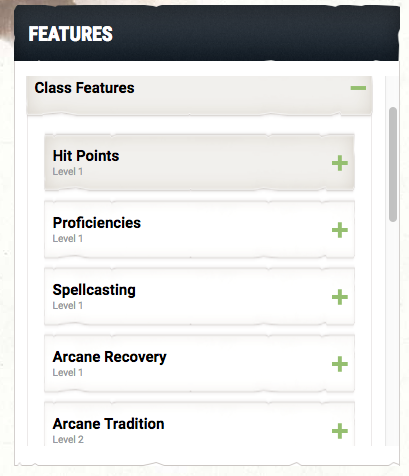 FEATURES
Class Features
Hit Points
Level 1
Proficiencies
Level 1
Spellcasting
Level 1
Arcane Recovery
Level 1
Arcane Tradition
Level 2